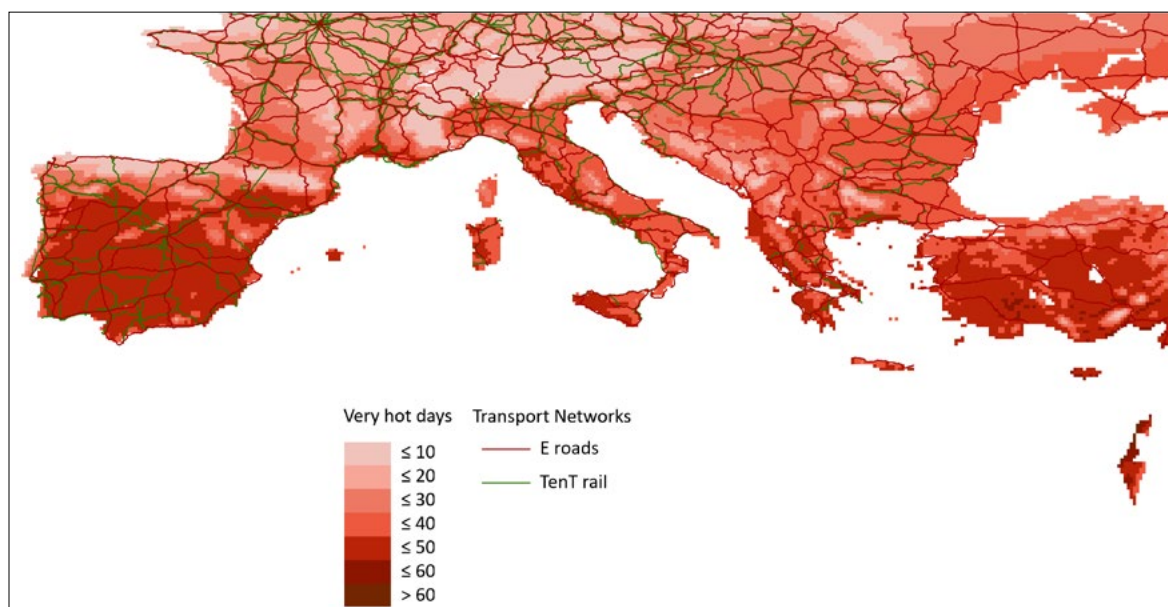 Very hot days
≤ 10
≤ 20
≤ 30
≤ 40
≤ 50
≤ 60
> 60
Transport Networks
E roads
TenT rail